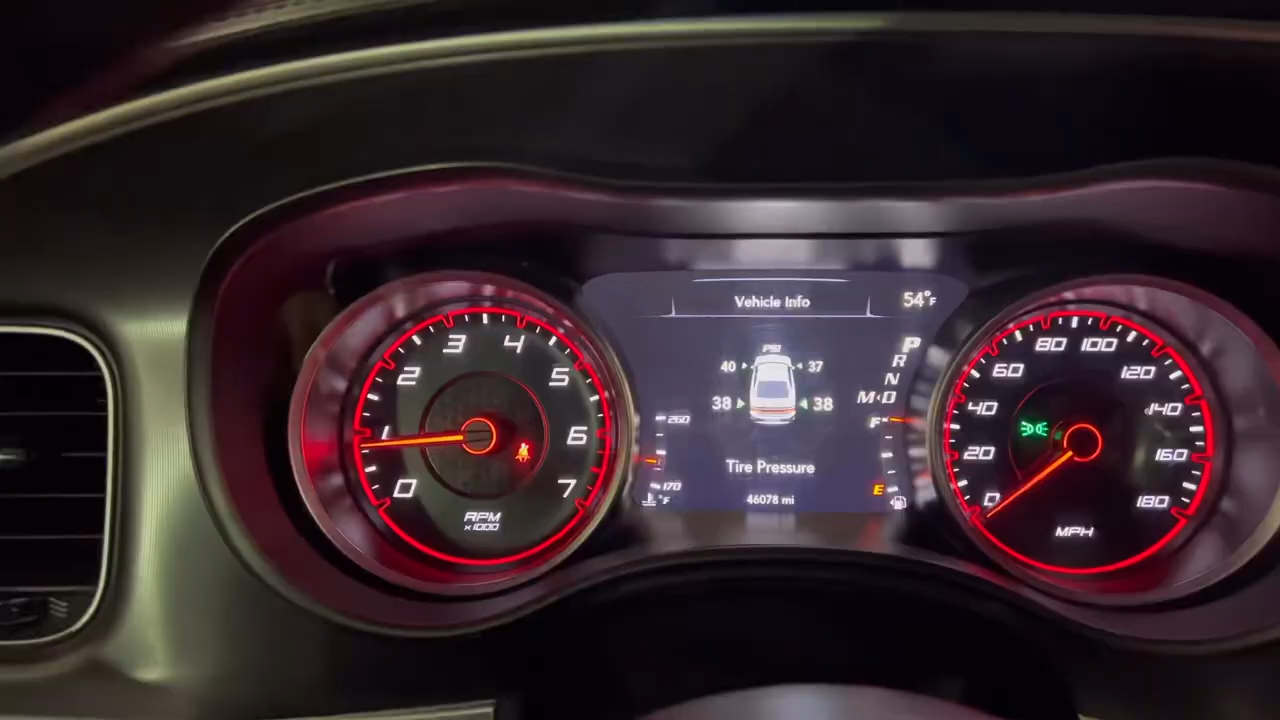 0 1 2 3 4 5 6 7
RPM
x1000
Vehicle Info
54°F
PSI
40 37
38 38
P
R
N
M D
260
170
°F
F
E
Tire Pressure
46078 mi
0 20 40 60 80 100 120 140 160 180
MPH